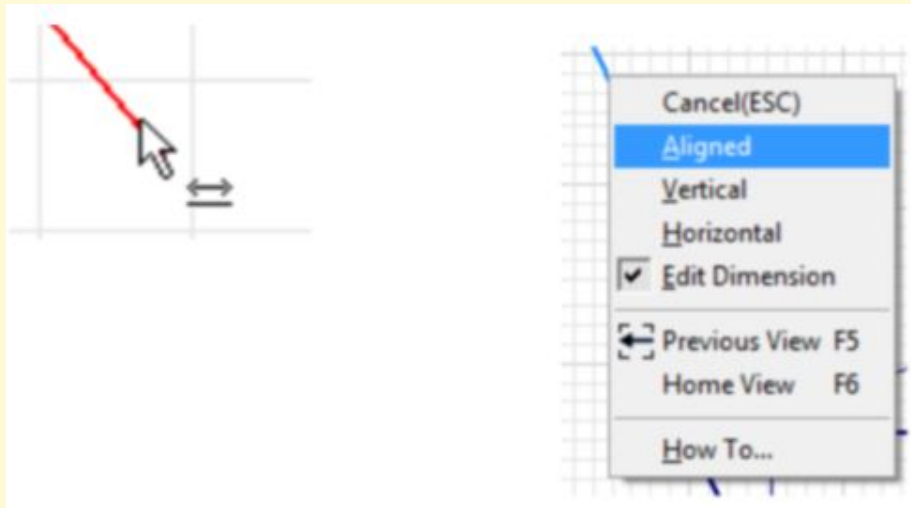 Cancel(ESC)
Aligned
Vertical
Horizontal
Edit Dimension
Previous View F5
Home View F6
How To...